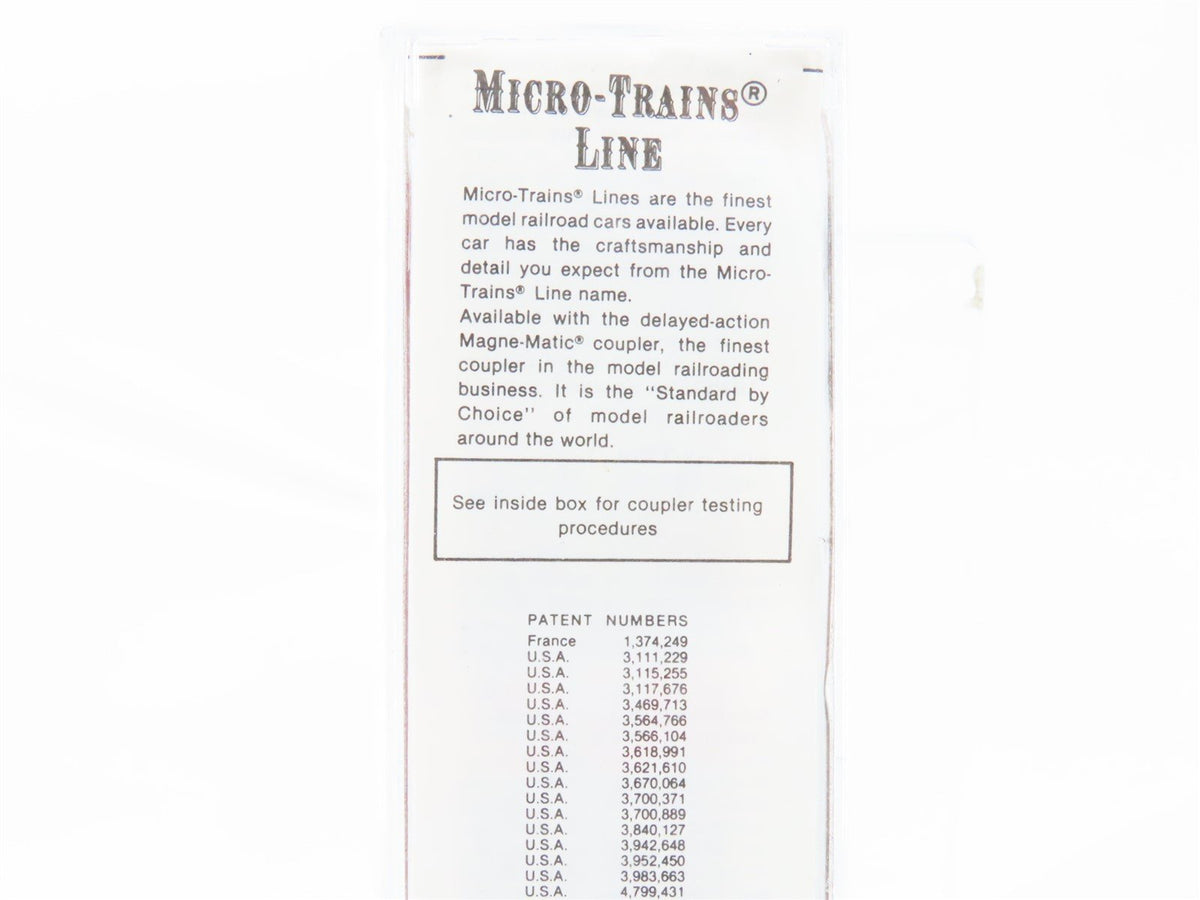 MICRO-TRAINS®
LINE
Micro-Trains® Lines are the finest
model railroad cars available. Every
car has the craftsmanship and
detail you expect from the Micro-
Trains® Line name.
Available with the delayed-action
Magne-Matic® coupler, the finest
coupler in the model railroading
business. It is the "Standard by
Choice" of model railroaders
around the world.
See inside box for coupler testing
procedures
PATENT NUMBERS
France 1,374,249
U.S.A. 3,111,229
U.S.A. 3,115,255
U.S.A. 3,117,676
U.S.A. 3,469,713
U.S.A. 3,564,766
U.S.A. 3,566,104
U.S.A. 3,618,991
U.S.A. 3,621,610
U.S.A. 3,670,064
U.S.A. 3,700,371
U.S.A. 3,700,889
U.S.A. 3,840,127
U.S.A. 3,942,648
U.S.A. 3,952,450
U.S.A. 3,983,663
U.S.A. 4,799,431